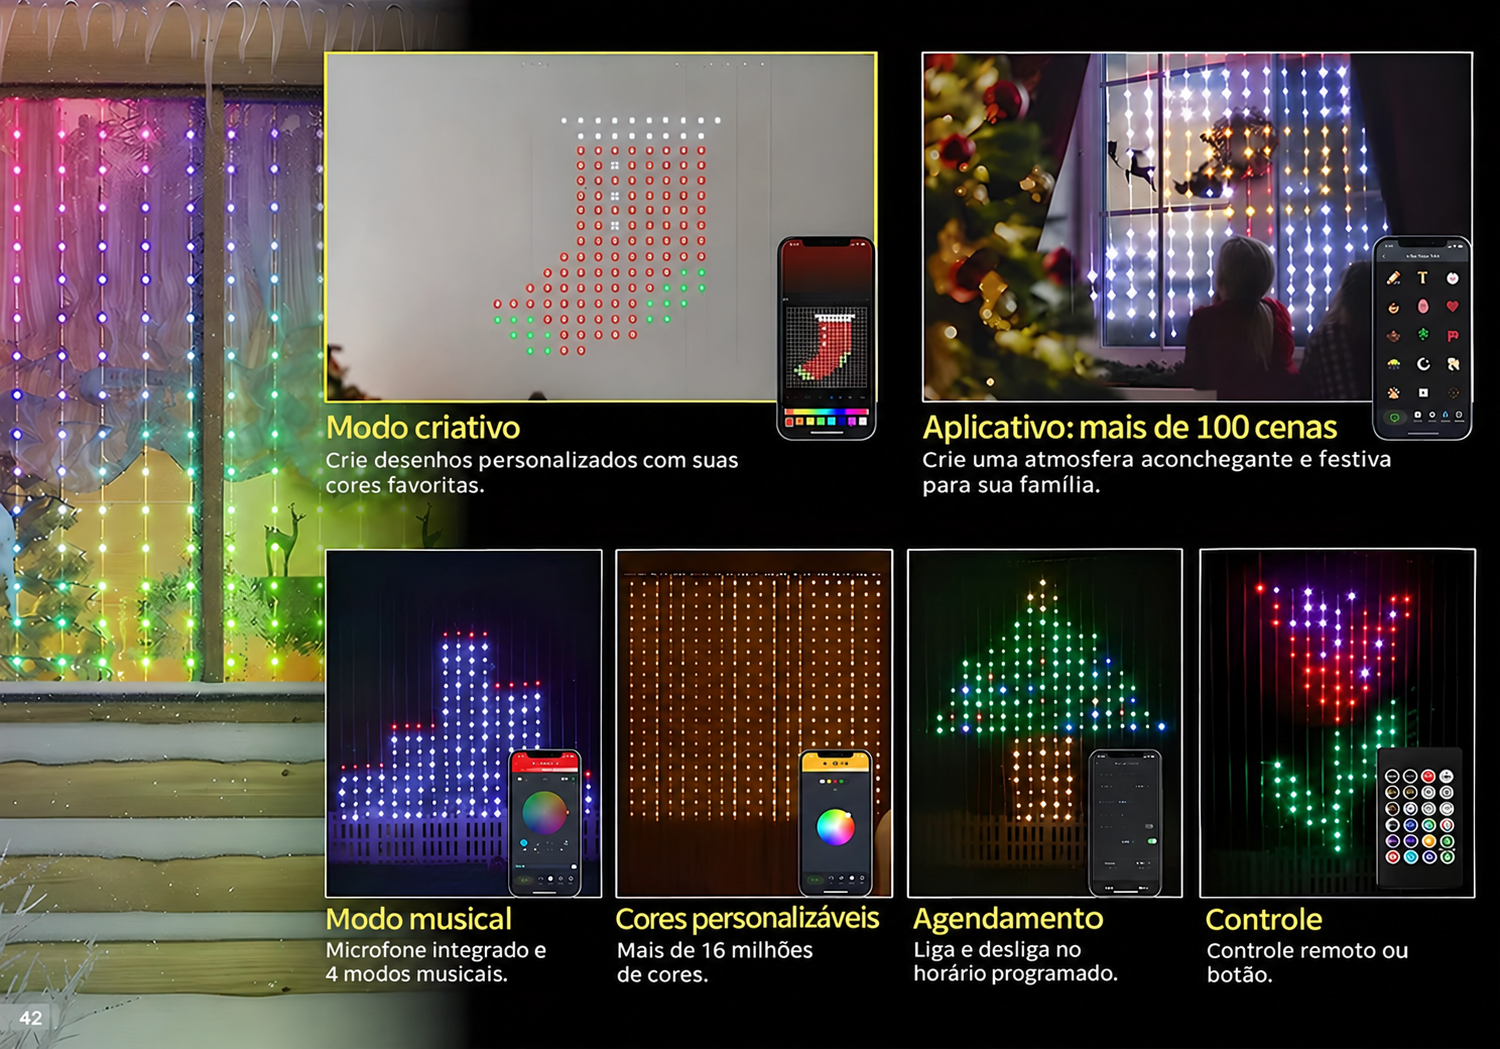 Modo criativo
Crie desenhos personalizados com suas
cores favoritas.
Aplicativo: mais de 100 cenas
Crie uma atmosfera aconchegante e festiva
para sua família.
Modo musical
Microfone integrado e
4 modos musicais.
Cores personalizáveis
Mais de 16 milhões
de cores.
Agendamento
Liga e desliga no
horário programado.
Controle
Controle remoto ou
botão.
42